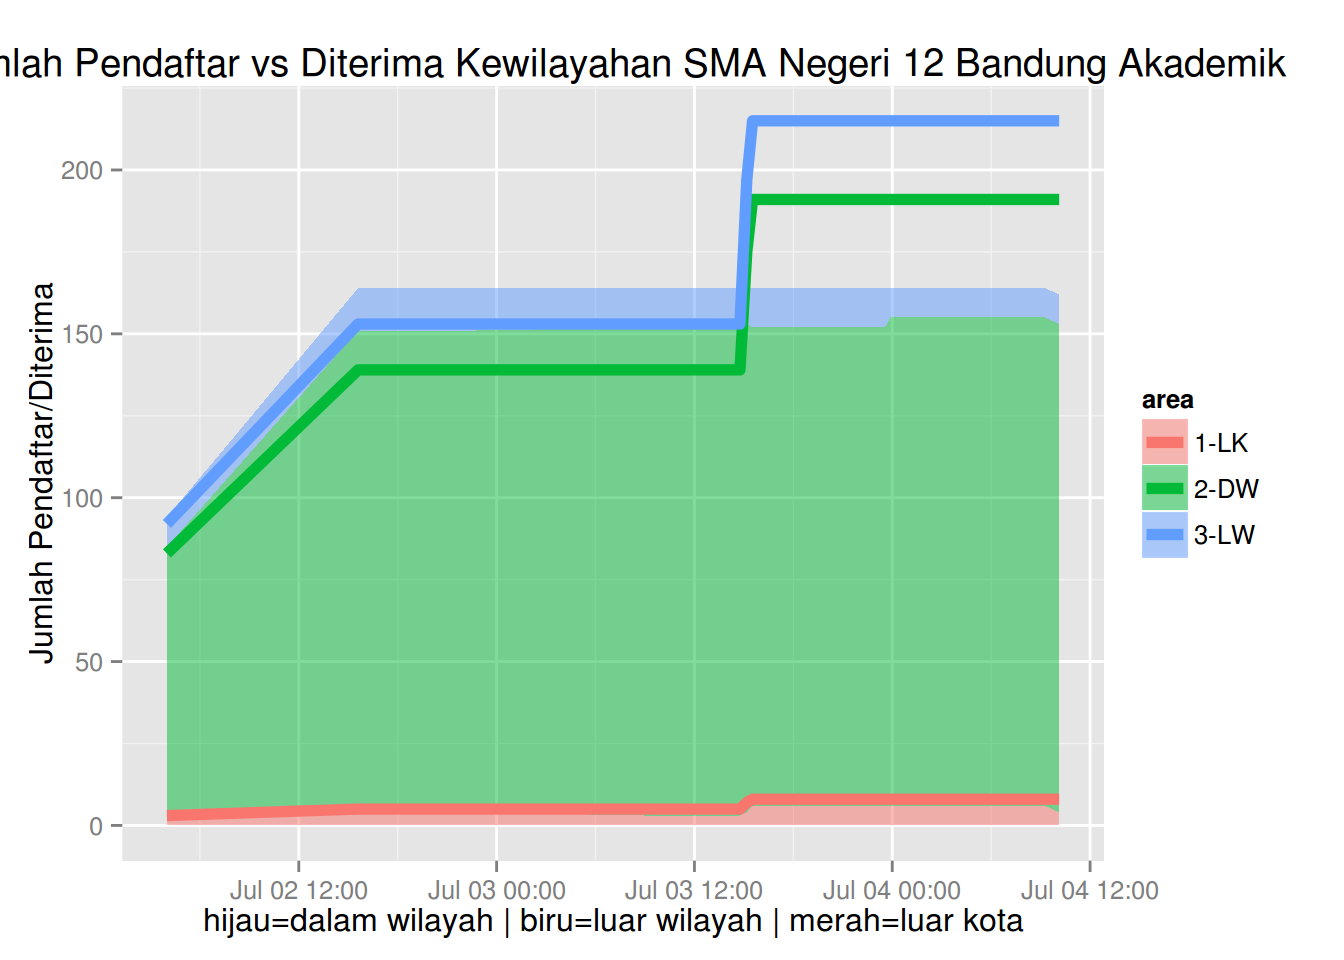 mlah Pendaftar vs Diterima Kewilayahan SMA Negeri 12 Bandung Akademik
Jumlah Pendaftar/Diterima
200
150
100
50
0
Jul 02 12:00
Jul 03 00:00
Jul 03 12:00
Jul 04 00:00
Jul 04 12:00
hijau=dalam wilayah | biru=luar wilayah | merah=luar kota
area
1-LK
2-DW
3-LW